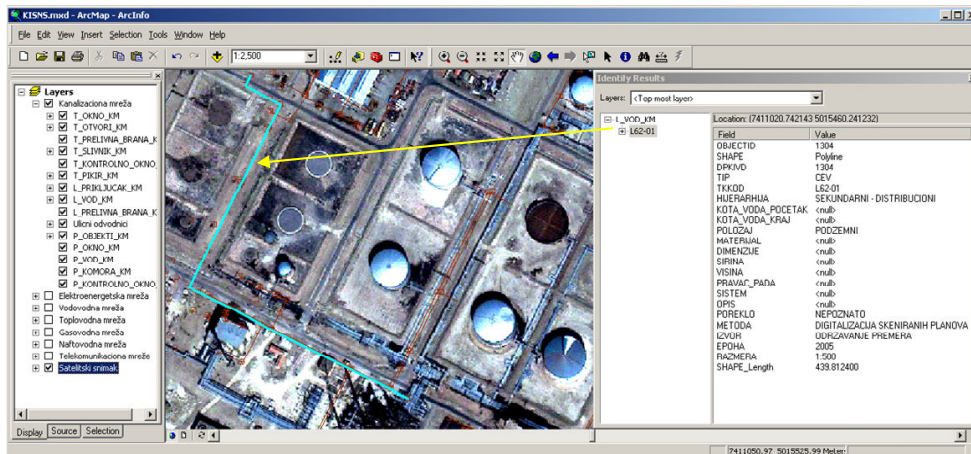 KISNS.mxd - ArcMap - ArcInfo
File Edit View Insert Selection Tools Window Help
1:2,500
Layers
Kanalizaciona mreža
T_OKNO_KM
T_OTVORI_KM
T_PRELIVNA_BRANA_K
T_SLIVNIK_KM
T_KONTROLNO_OKNO_
T_PIKIR_KM
L_PRIKLJUCAK_KM
L_VOD_KM
L_PRELIVNA_BRANA_K
Ulicni odvodnici
P_OBJEKTI_KM
P_OKNO_KM
P_VOD_KM
P_KOMORA_KM
P_KONTROLNO_OKNO_
Elektroenergetska mreža
Vodovodna mreža
Toplovodna mreža
Gasovodna mreža
Naftovodna mreža
Telekomunikaciona mreže
Satelitski snimak
Display Source Selection
Identify Results
Layers: <Top-most layer>
L_VOD_KM
L62-01
Location: (7411020.742143 5015460.241232)
Field Value
OBJECTID 1304
SHAPE Polyline
DPKIVD 1304
TIP CEV
TKKOD L62-01
HIJERARHIJA SEKUNDARNI - DISTRIBUCIONI
KOTA_VODA_POCETAK <null>
KOTA_VODA_KRAJ <null>
POLOZAJ PODZEMNI
MATERIJAL <null>
DIMENZIJE <null>
SIRINA <null>
VISINA <null>
PRAVAC_PADA <null>
SISTEM <null>
OPIS <null>
POREKLO NEPOZNATO
METODA DIGITALIZACIJA SKENIRANIH PLANOVA
IZVOR ODRZAVANJE PREMERA
EPOHA 2005
RAZMERA 1:500
SHAPE_Length 439.812400
7411050.97 5015525.99 Meters